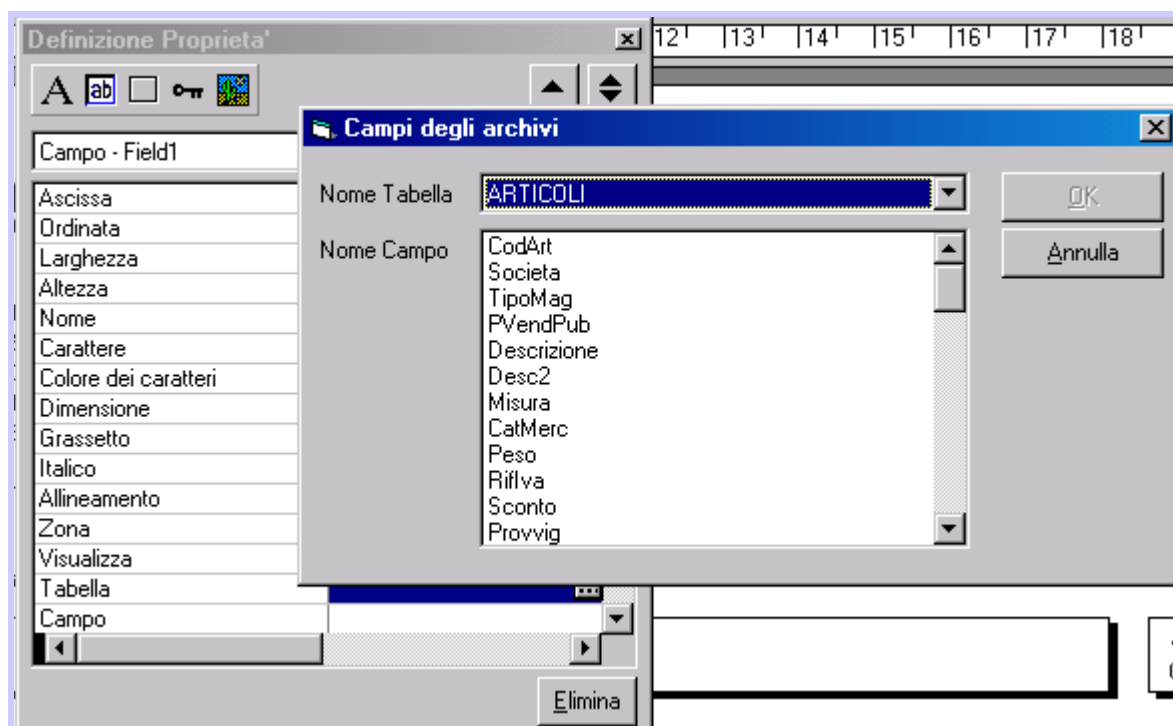 Definizione Proprieta'
12 |13 |14 |15 |16 |17 |18
A ab
Campo - Field1
Ascissa
Ordinata
Larghezza
Altezza
Nome
Carattere
Colore dei caratteri
Dimensione
Grassetto
Italico
Allineamento
Zona
Visualizza
Tabella
Campo
Elimina
Campi degli archivi
Nome Tabella ARTICOLI OK
Nome Campo Annulla
CodArt
Societa
TipoMag
PVendPub
Descrizione
Desc2
Misura
CatMerc
Peso
RifIva
Sconto
Provvig